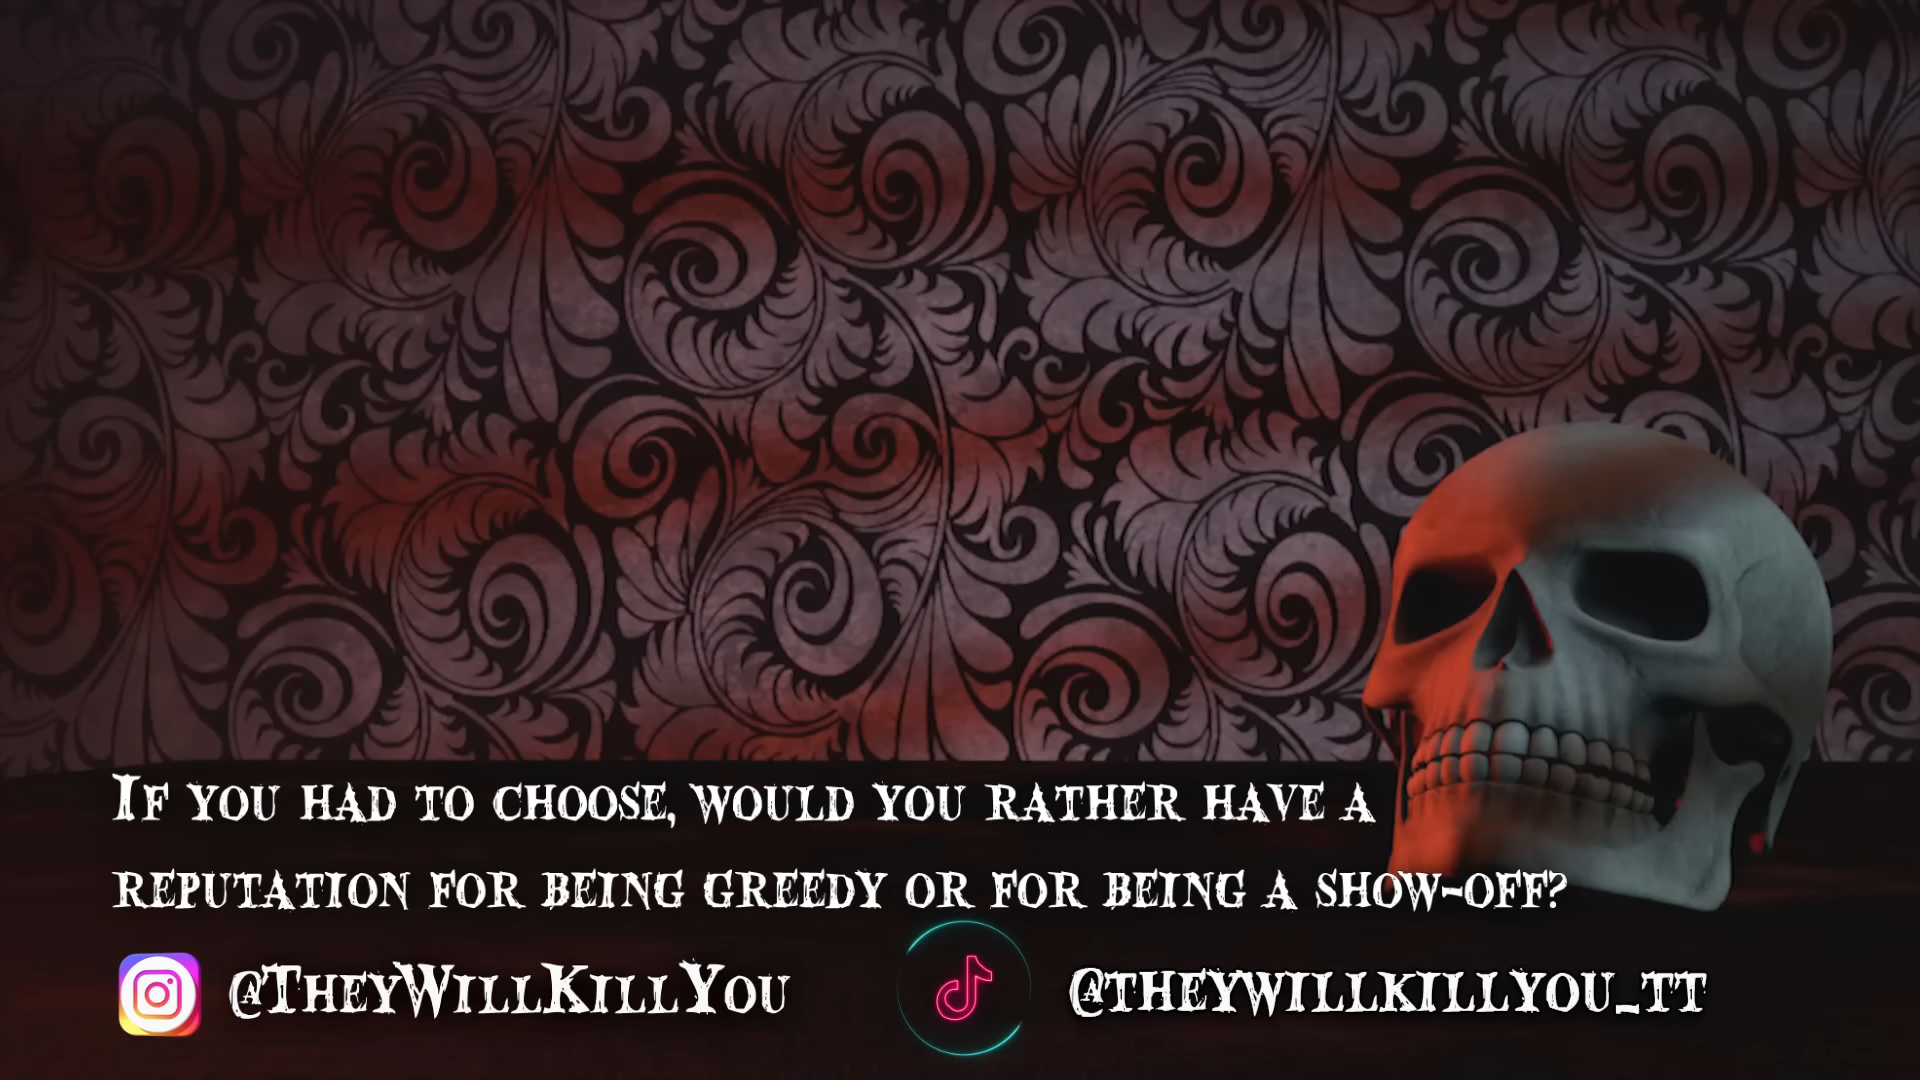 If you had to choose, would you rather have a
reputation for being greedy or for being a show-off?
@TheyWillKillYou
@theywillkillyou_tt